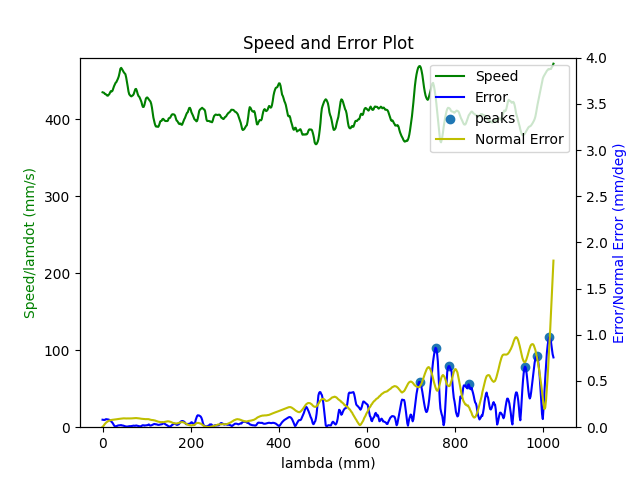 Speed and Error Plot
Speed
Error
peaks
Normal Error
Speed/lamdot (mm/s)
400
300
200
100
0
4.0
3.5
3.0
2.5
2.0
1.5
1.0
0.5
0.0
Error/Normal Error (mm/deg)
0 200 400 600 800 1000
lambda (mm)